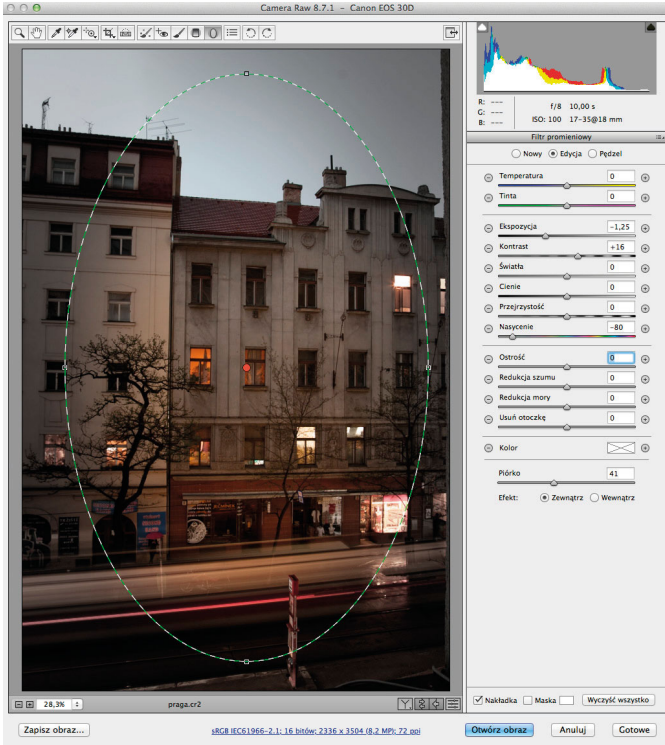 Camera Raw 8.7.1 – Canon EOS 30D
R: ---
G: ---
B: ---
f/8 10,00 s
ISO: 100 17–35@18 mm
Filtr promieniowy
Nowy Edycja Pędzel
Temperatura 0
Tinta 0
Ekspozycja -1,25
Kontrast +16
Światła 0
Cienie 0
Przejrzystość 0
Nasycenie -80
Ostrość 0
Redukcja szumu 0
Redukcja mory 0
Usuń otoczkę 0
Kolor
Piórko 41
Efekt: Zewnątrz Wewnątrz
28,3% praga.cr2
Nakładka Maska Wyczyść wszystko
Zapisz obraz... sRGB IEC61966-2.1; 16 bitów; 2336 x 3504 (8,2 MP); 72 ppi Otwórz obraz Anuluj Gotowe